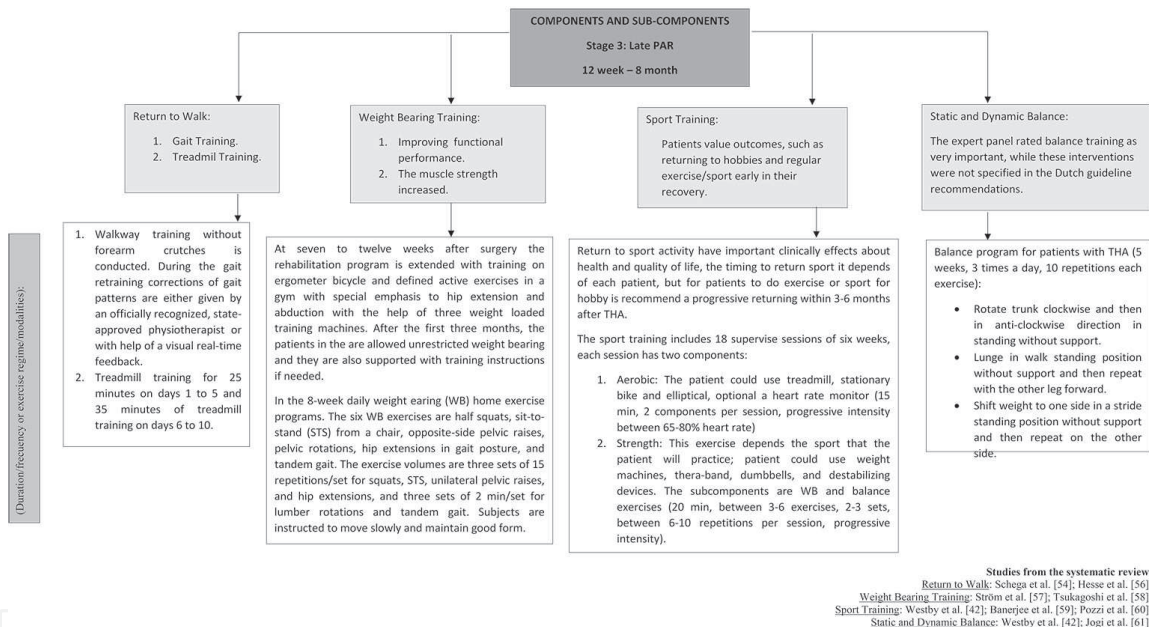 COMPONENTS AND SUB-COMPONENTS
Stage 3: Late PAR
12 week – 8 month
Return to Walk:
1. Gait Training.
2. Treadmil Training.
Weight Bearing Training:
1. Improving functional
performance.
2. The muscle strength
increased.
Sport Training:
Patients value outcomes, such as
returning to hobbies and regular
exercise/sport early in their
recovery.
Static and Dynamic Balance:
The expert panel rated balance training as
very important, while these interventions
were not specified in the Dutch guideline
recommendations.
(Duration/frecuency or exercise regime/modalities):
1. Walkway training without
forearm crutches is
conducted. During the gait
retraining corrections of gait
patterns are either given by
an officially recognized, state-
approved physiotherapist or
with help of a visual real-time
feedback.
2. Treadmill training for 25
minutes on days 1 to 5 and
35 minutes of treadmill
training on days 6 to 10.
At seven to twelve weeks after surgery the
rehabilitation program is extended with training on
ergometer bicycle and defined active exercises in a
gym with special emphasis to hip extension and
abduction with the help of three weight loaded
training machines. After the first three months, the
patients in the are allowed unrestricted weight bearing
and they are also supported with training instructions
if needed.
In the 8-week daily weight earing (WB) home exercise
programs. The six WB exercises are half squats, sit-to-
stand (STS) from a chair, opposite-side pelvic raises,
pelvic rotations, hip extensions in gait posture, and
tandem gait. The exercise volumes are three sets of 15
repetitions/set for squats, STS, unilateral pelvic raises,
and hip extensions, and three sets of 2 min/set for
lumber rotations and tandem gait. Subjects are
instructed to move slowly and maintain good form.
Return to sport activity have important clinically effects about
health and quality of life, the timing to return sport it depends
of each patient, but for patients to do exercise or sport for
hobby is recommend a progressive returning within 3-6 months
after THA.
The sport training includes 18 supervise sessions of six weeks,
each session has two components:
1. Aerobic: The patient could use treadmill, stationary
bike and elliptical, optional a heart rate monitor (15
min, 2 components per session, progressive intensity
between 65-80% heart rate)
2. Strength: This exercise depends the sport that the
patient will practice; patient could use weight
machines, thera-band, dumbbells, and destabilizing
devices. The subcomponents are WB and balance
exercises (20 min, between 3-6 exercises, 2-3 sets,
between 6-10 repetitions per session, progressive
intensity).
Balance program for patients with THA (5
weeks, 3 times a day, 10 repetitions each
exercise):
• Rotate trunk clockwise and then
in anti-clockwise direction in
standing without support.
• Lunge in walk standing position
without support and then repeat
with the other leg forward.
• Shift weight to one side in a stride
standing position without support
and then repeat on the other
side.
Studies from the systematic review
Return to Walk: Schega et al. [54]; Hesse et al. [56]
Weight Bearing Training: Ström et al. [57]; Tsukagoshi et al. [58]
Sport Training: Westby et al. [42]; Banerjee et al. [59]; Pozzi et al. [60]
Static and Dynamic Balance: Westby et al. [42]; Jogi et al. [61]